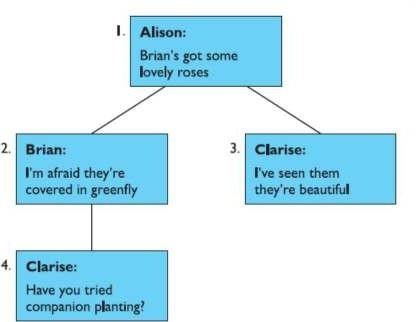 1. Alison:
Brian's got some
lovely roses
2. Brian:
I'm afraid they're
covered in greenfly
3. Clarise:
I've seen them
they're beautiful
4. Clarise:
Have you tried
companion planting?